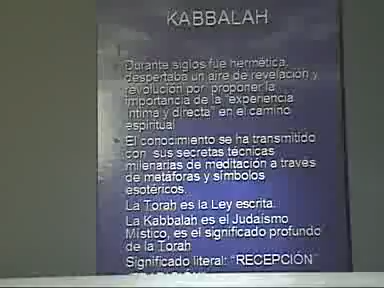 KABBALAH
Durante siglos fue hermética,
despertaba un aire de revelación y
revolución por proponer la
importancia de la "experiencia
intima y directa" en el camino
espiritual
El conocimiento se ha transmitido
con sus secretas técnicas
milenarias de meditación a través
de metáforas y símbolos
esotéricos.
La Torah es la Ley escrita.
La Kabbalah es el Judaísmo
Místico, es el significado profundo
de la Torah
Significado literal: "RECEPCIÓN"